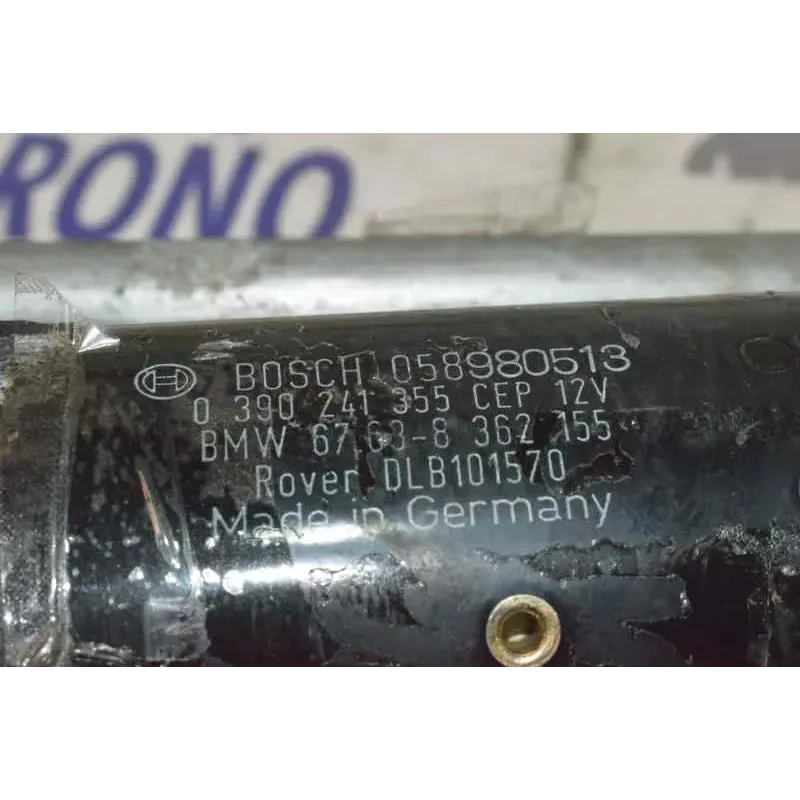 ROÑO
BOSCH 058980513
0 390 241 355 CEP 12V
BMW 67.63-8 362 155
Rover DLB101570
Made in Germany